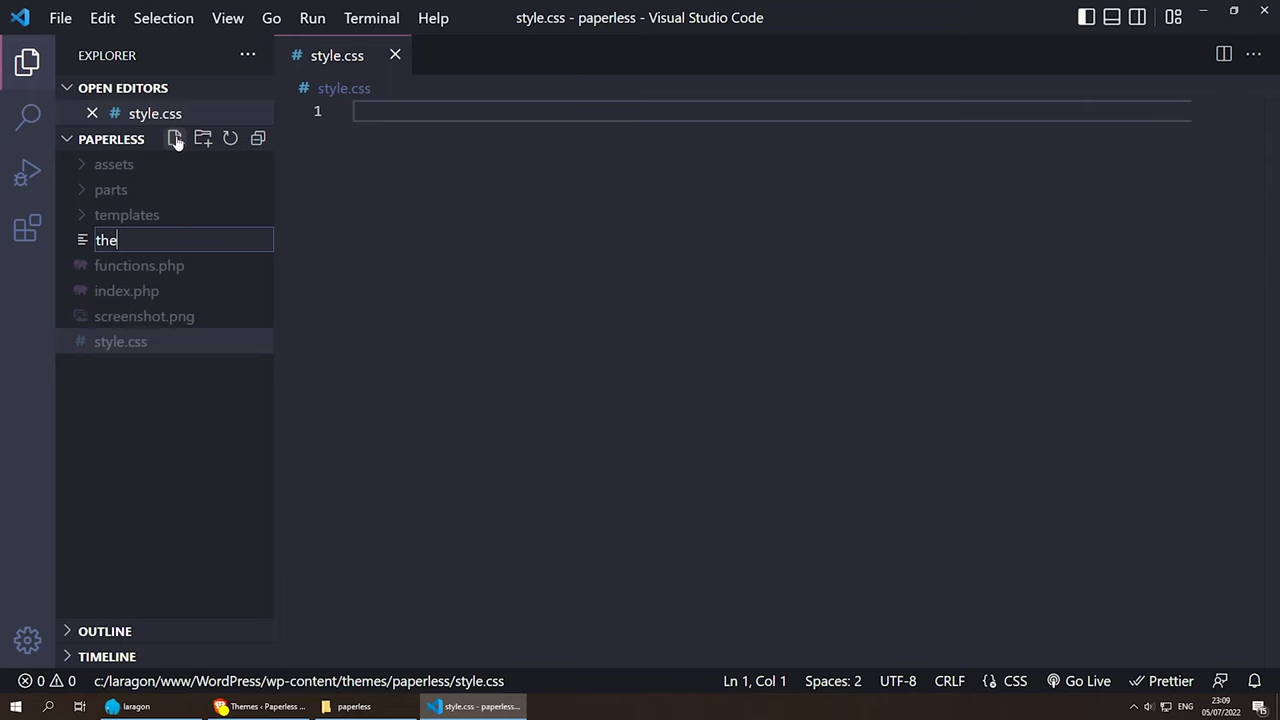 File Edit Selection View Go Run Terminal Help
style.css - paperless - Visual Studio Code
EXPLORER
style.css
OPEN EDITORS
style.css
style.css
1
PAPERLESS
assets
parts
templates
the
functions.php
index.php
screenshot.png
style.css
OUTLINE
TIMELINE
0 0 c:/laragon/www/WordPress/wp-content/themes/paperless/style.css Ln 1, Col 1 Spaces: 2 UTF-8 CRLF CSS Go Live Prettier
laragon Themes ‹ Paperless ... paperless style.css - paperless... ENG 23:09 05/07/2022 15